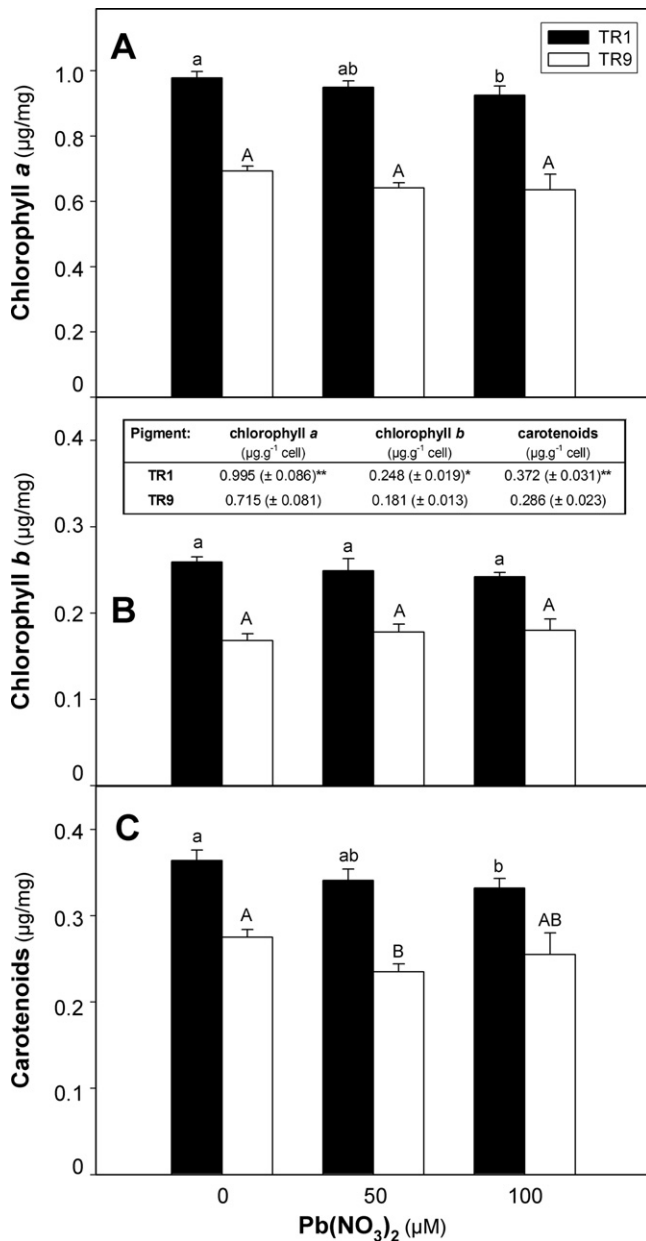 A
TR1
TR9
Chlorophyll a (µg/mg)
1.0
0.8
0.6
0.4
0.2
0
a
ab
b
A
A
A
B
Chlorophyll b (µg/mg)
0.4
0.3
0.2
0.1
0
Pigment: chlorophyll a chlorophyll b carotenoids
(µg.g⁻¹ cell) (µg.g⁻¹ cell) (µg.g⁻¹ cell)
TR1 0.995 (± 0.086)** 0.248 (± 0.019)* 0.372 (± 0.031)**
TR9 0.715 (± 0.081) 0.181 (± 0.013) 0.286 (± 0.023)
a
a
a
A
A
A
C
Carotenoids (µg/mg)
0.4
0.3
0.2
0.1
0
a
ab
b
A
B
AB
0 50 100
Pb(NO₃)₂ (µM)